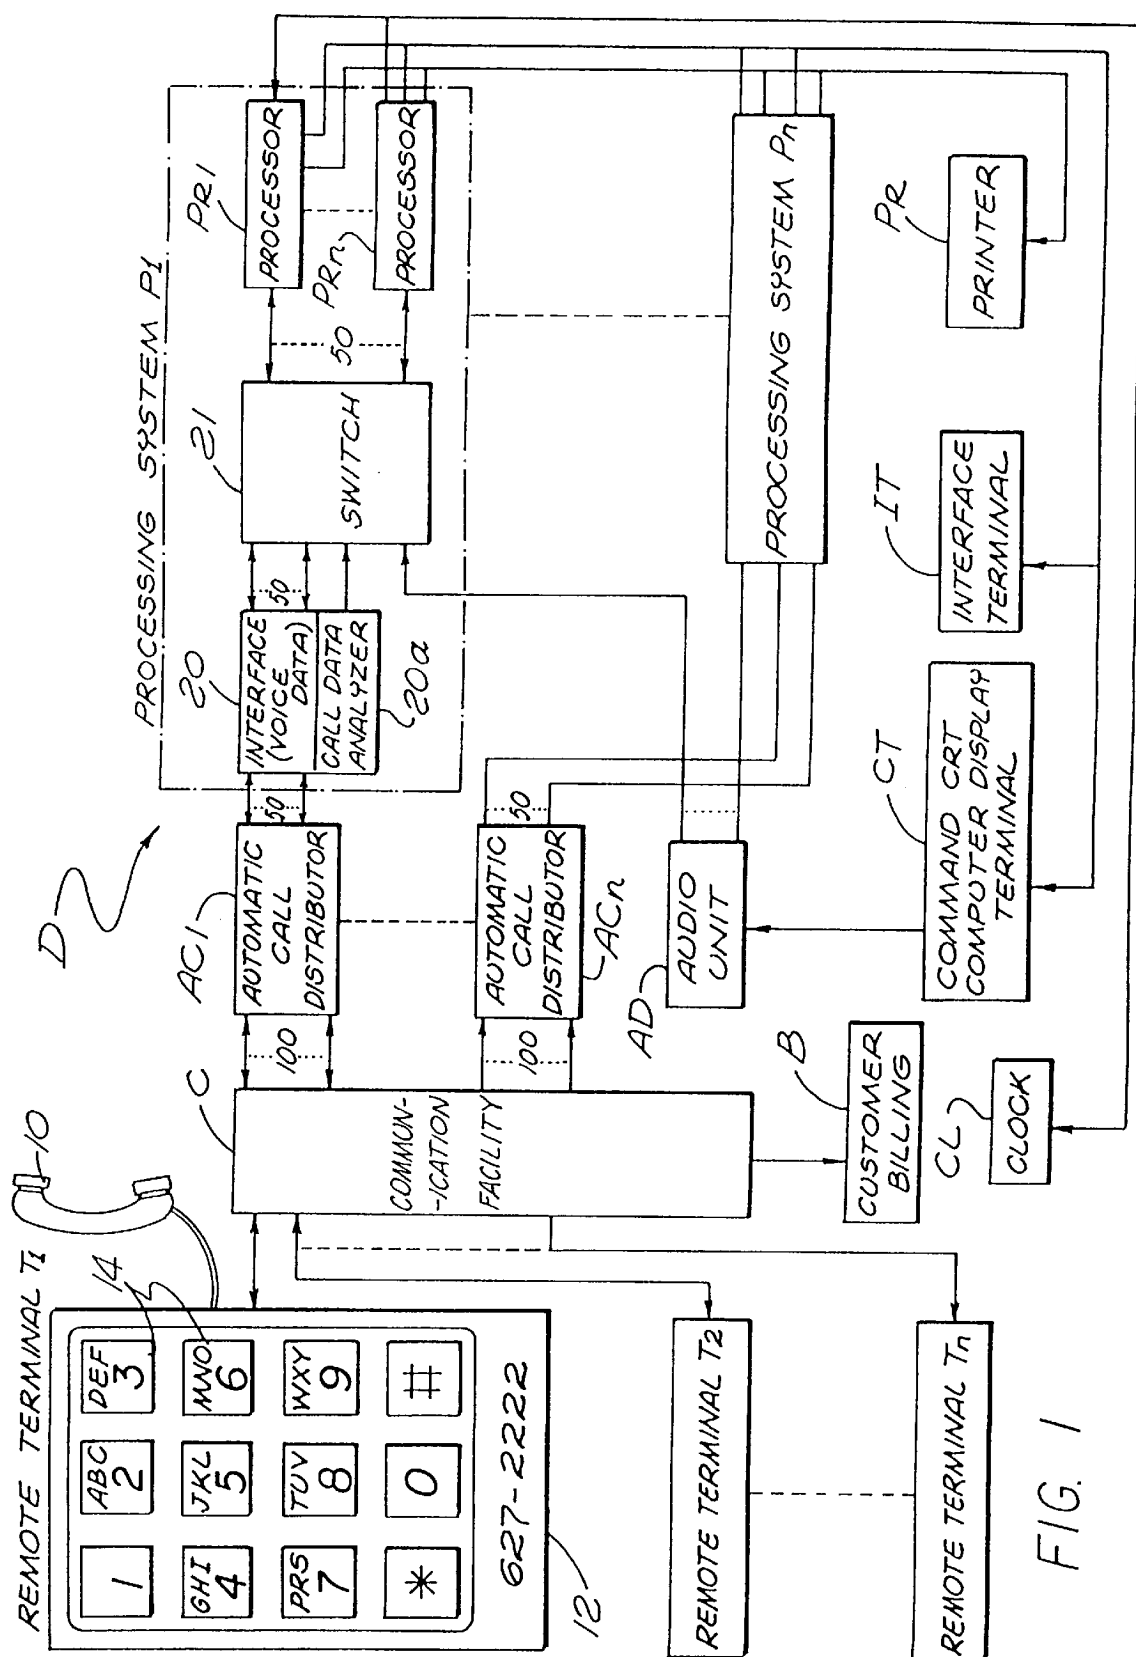 REMOTE TERMINAL T1
10
14
1
ABC
2
DEF
3
GHI
4
JKL
5
MNO
6
PRS
7
TUV
8
WXY
9
*
0
#
627-2222
12
REMOTE TERMINAL T2
REMOTE TERMINAL Tn
FIG. 1
C
COMMUN-
-ICATION
FACILITY
100
100
B
CUSTOMER
BILLING
CL
CLOCK
D
AC1
AUTOMATIC
CALL
DISTRIBUTOR
50
AUTOMATIC
CALL
DISTRIBUTOR
ACn
50
AD
AUDIO
UNIT
CT
COMMAND CRT
COMPUTER DISPLAY
TERMINAL
PROCESSING SYSTEM P1
20
INTERFACE
(VOICE
DATA)
CALL DATA
ANALYZER
20a
50
21
SWITCH
50
PR1
PROCESSOR
PRn
PROCESSOR
PROCESSING SYSTEM Pn
IT
INTERFACE
TERMINAL
PR
PRINTER